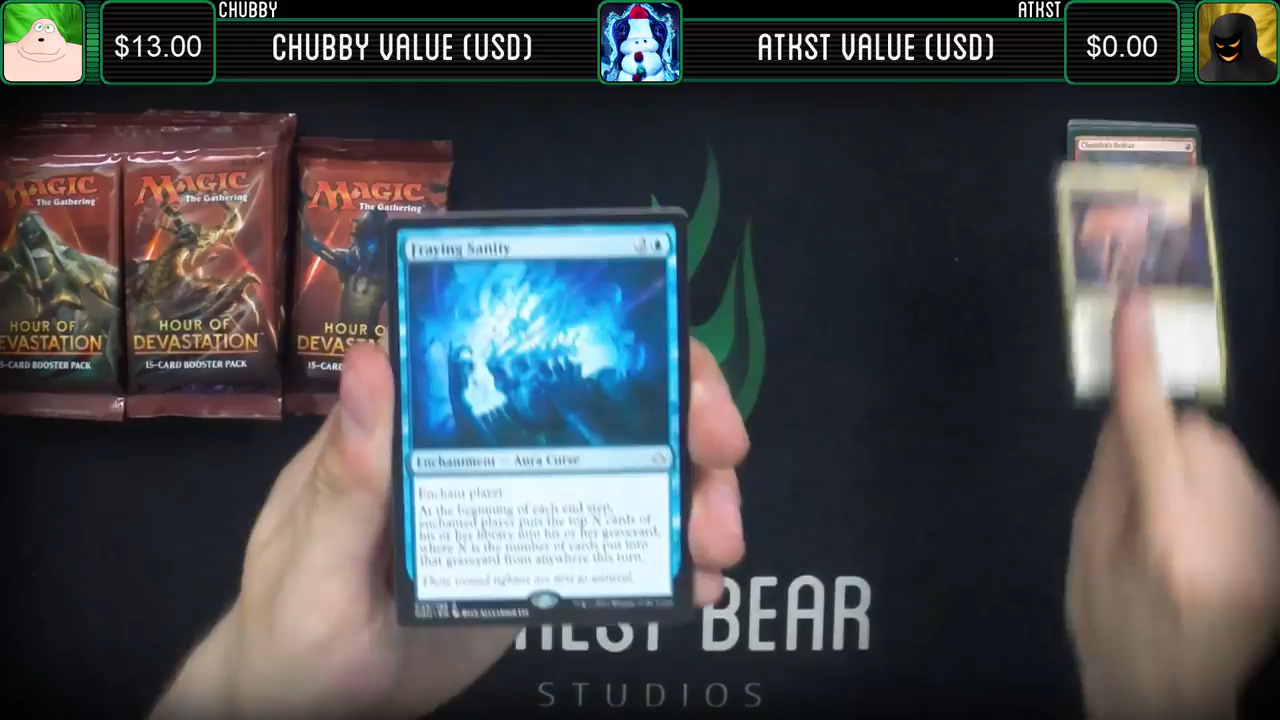 CHUBBY
ATKST
$13.00
CHUBBY VALUE (USD)
ATKST VALUE (USD)
$0.00
MAGIC
The Gathering
HOUR OF
EVASTATION
15-CARD BOOSTER PACK
MAGIC
The Gathering
HOUR OF
DEVASTATION
15-CARD BOOSTER PACK
MAGIC
The Gathering
HOUR O
DEVAS
15-CA
Fraying Sanity
Enchantment — Aura Curse
Enchant player
At the beginning of each end step,
enchanted player puts the top X cards of
his or her library into his or her graveyard,
where X is the number of cards put into
that graveyard from anywhere this turn.
BEAR
STUDIOS